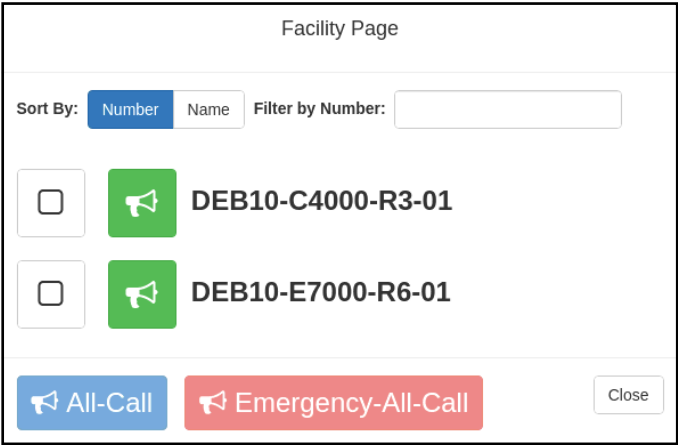 Facility Page
Sort By: Number Name Filter by Number:
DEB10-C4000-R3-01
DEB10-E7000-R6-01
All-Call Emergency-All-Call Close